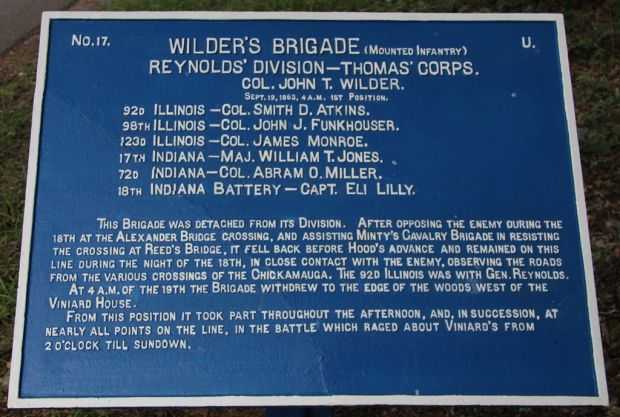 No. 17. WILDER'S BRIGADE (MOUNTED INFANTRY) U.
REYNOLDS' DIVISION—THOMAS' CORPS.
COL. JOHN T. WILDER.
SEPT. 19, 1863, 4 A.M. 1ST POSITION.
92D ILLINOIS—COL. SMITH D. ATKINS.
98TH ILLINOIS—COL. JOHN J. FUNKHOUSER.
123D ILLINOIS—COL. JAMES MONROE.
17TH INDIANA—MAJ. WILLIAM T. JONES.
72D INDIANA—COL. ABRAM O. MILLER.
18TH INDIANA BATTERY—CAPT. ELI LILLY.
THIS BRIGADE WAS DETACHED FROM ITS DIVISION. AFTER OPPOSING THE ENEMY DURING THE
18TH AT THE ALEXANDER BRIDGE CROSSING, AND ASSISTING MINTY'S CAVALRY BRIGADE IN RESISTING
THE CROSSING AT REED'S BRIDGE, IT FELL BACK BEFORE HOOD'S ADVANCE AND REMAINED ON THIS
LINE DURING THE NIGHT OF THE 18TH, IN CLOSE CONTACT WITH THE ENEMY, OBSERVING THE ROADS
FROM THE VARIOUS CROSSINGS OF THE CHICKAMAUGA. THE 92D ILLINOIS WAS WITH GEN. REYNOLDS.
AT 4 A.M. OF THE 19TH THE BRIGADE WITHDREW TO THE EDGE OF THE WOODS WEST OF THE
VINIARD HOUSE.
FROM THIS POSITION IT TOOK PART THROUGHOUT THE AFTERNOON, AND, IN SUCCESSION, AT
NEARLY ALL POINTS ON THE LINE, IN THE BATTLE WHICH RAGED ABOUT VINIARD'S FROM
2 O'CLOCK TILL SUNDOWN.